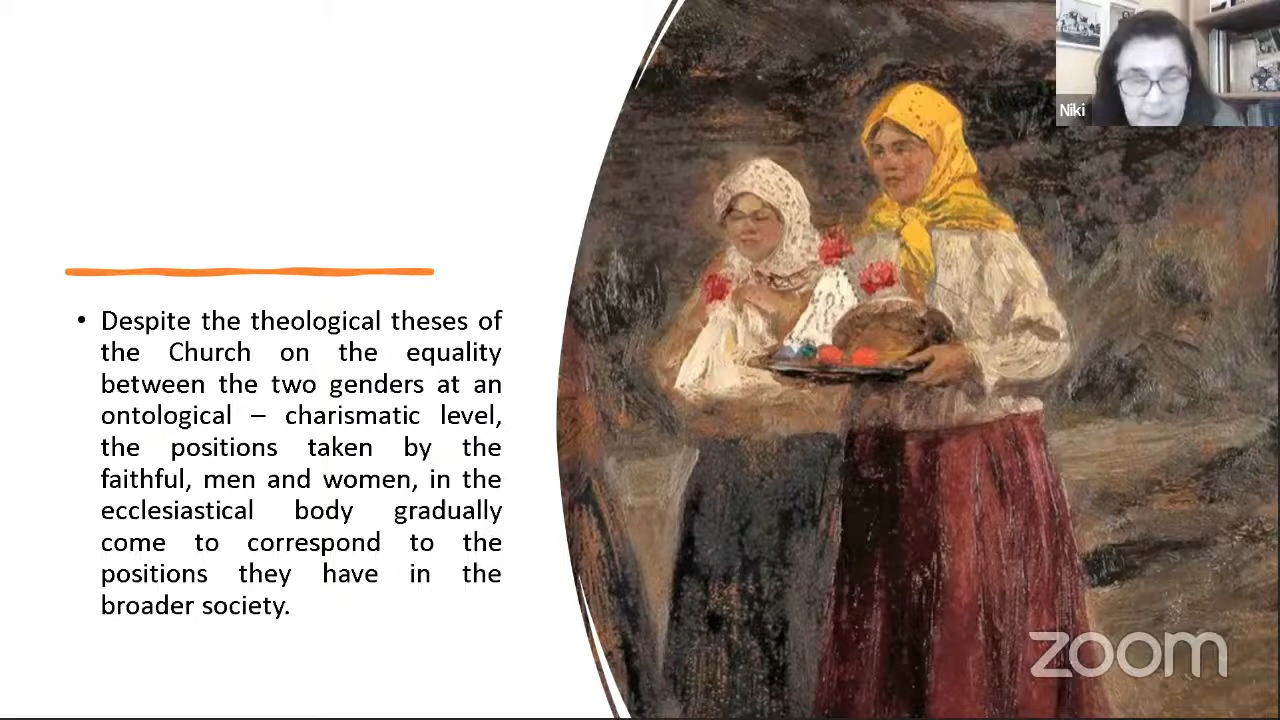 Niki
• Despite the theological theses of
the Church on the equality
between the two genders at an
ontological – charismatic level,
the positions taken by the
faithful, men and women, in the
ecclesiastical body gradually
come to correspond to the
positions they have in the
broader society.
zoom